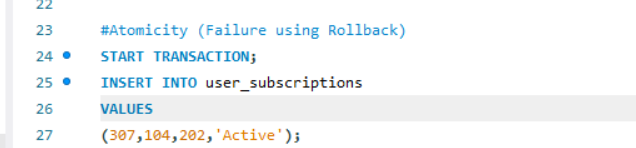 22
23 #Atomicity (Failure using Rollback)
24 START TRANSACTION;
25 INSERT INTO user_subscriptions
26 VALUES
27 (307,104,202,'Active');